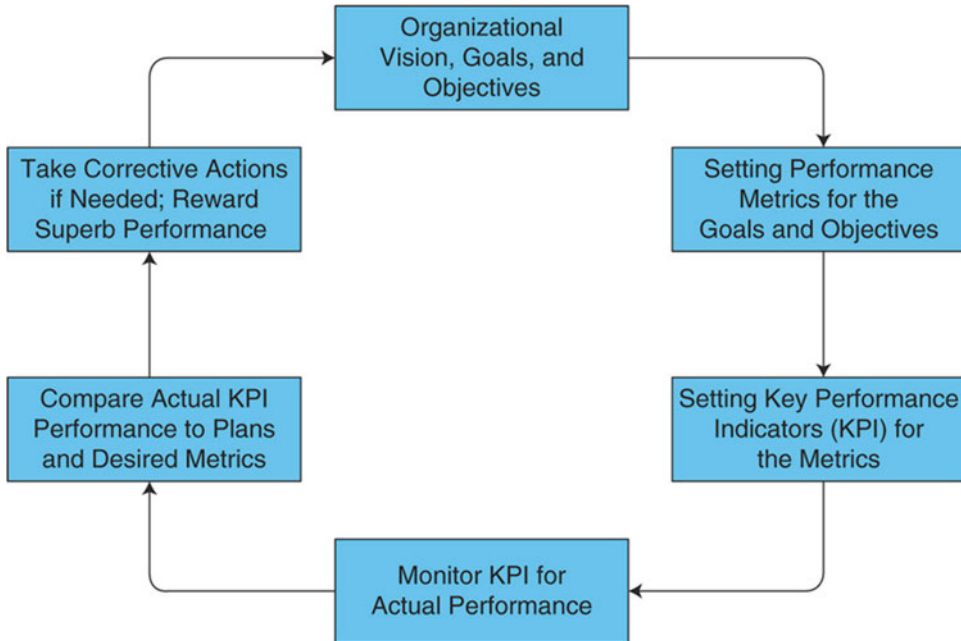 Organizational
Vision, Goals, and
Objectives
Setting Performance
Metrics for the
Goals and Objectives
Setting Key Performance
Indicators (KPI) for
the Metrics
Monitor KPI for
Actual Performance
Compare Actual KPI
Performance to Plans
and Desired Metrics
Take Corrective Actions
if Needed; Reward
Superb Performance